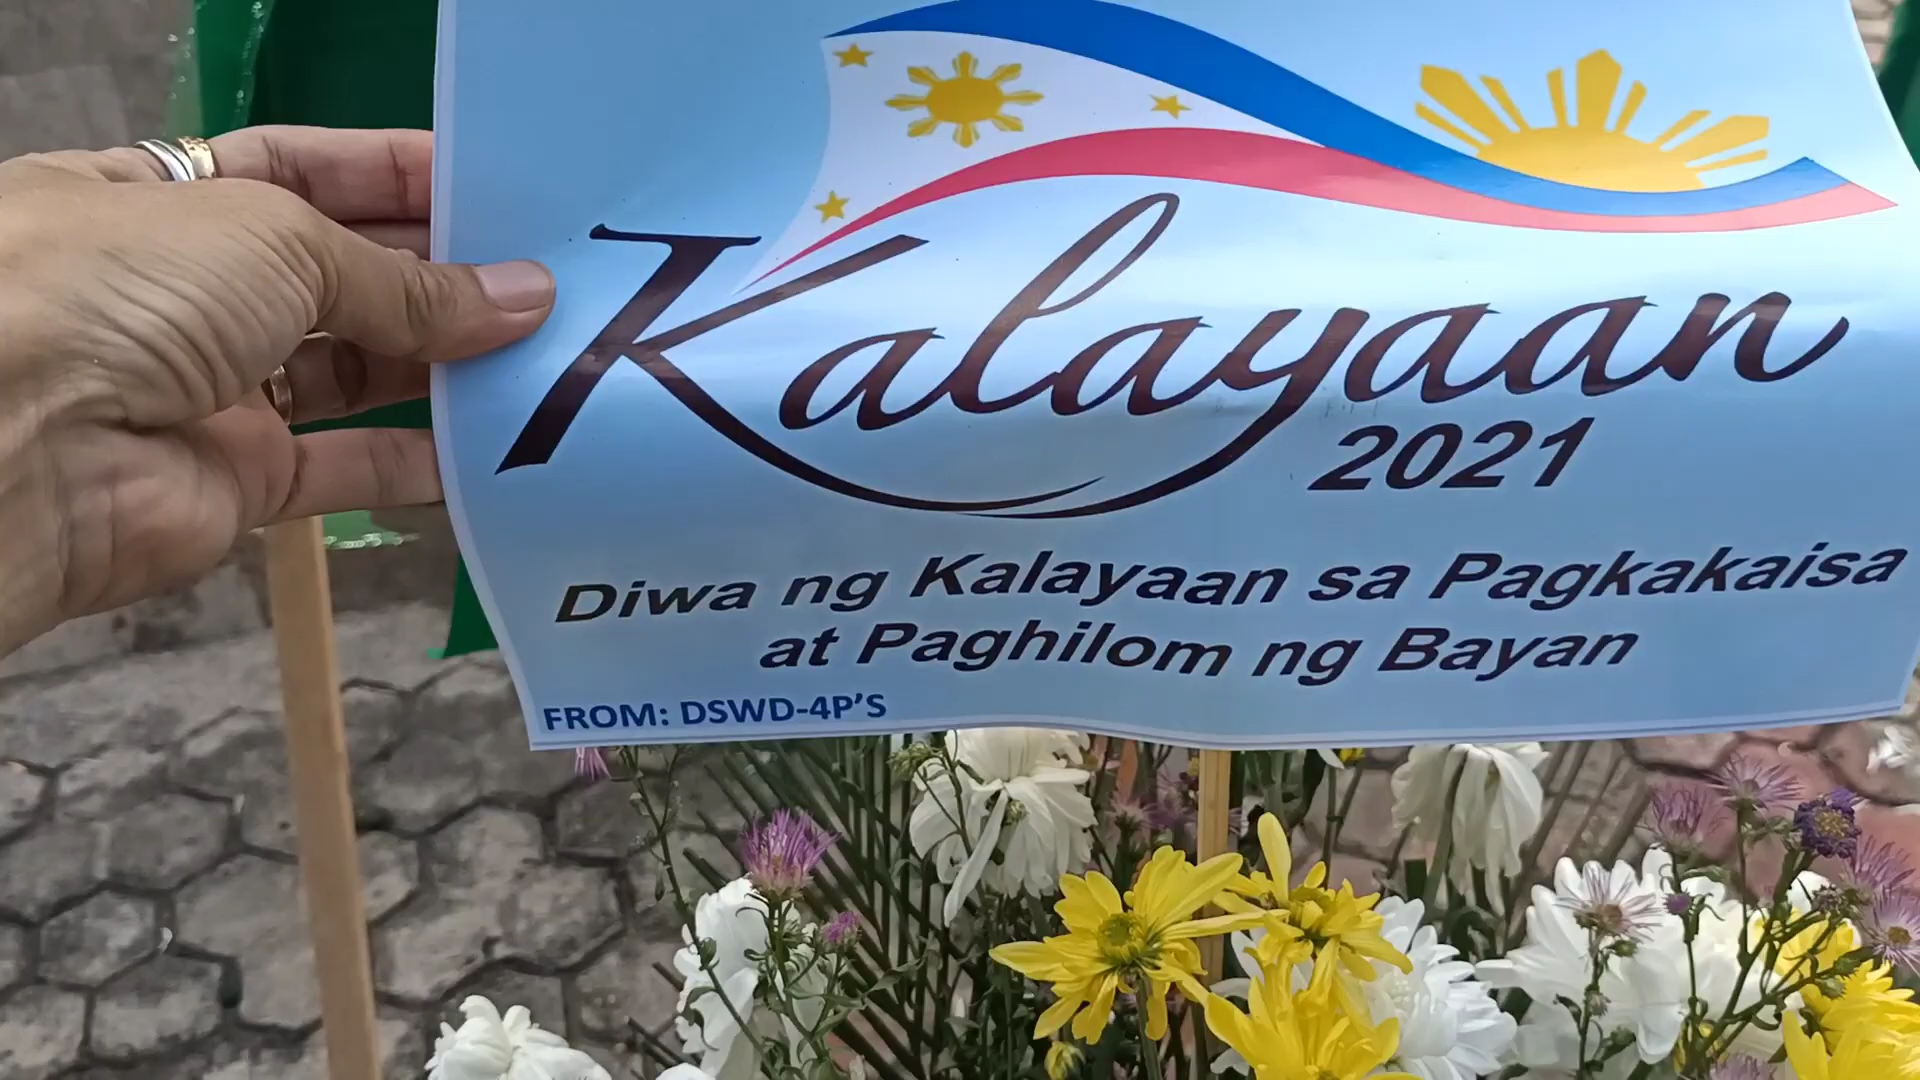 Kalayaan
2021
Diwa ng Kalayaan sa Pagkakaisa
at Paghilom ng Bayan
FROM: DSWD-4P'S